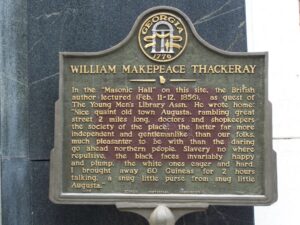 GEORGIA
1776
WILLIAM MAKEPEACE THACKERAY
In the "Masonic Hall" on this site, the British
author lectured (Feb. 11-12, 1856), as guest of
The Young Men's Library Assn. He wrote home:
"Nice quaint old town Augusta, rambling great
street 2 miles long, doctors and shopkeepers
the society of the place; the latter far more
independent and gentlemanlike than our folks,
much pleasanter to be with than the daring
go ahead northern people. Slavery no where
repulsive, the black faces invariably happy
and plump, the white ones eager and hard.
I brought away 60 Guineas for 2 hours
talking, a snug little purse from snug little
Augusta."